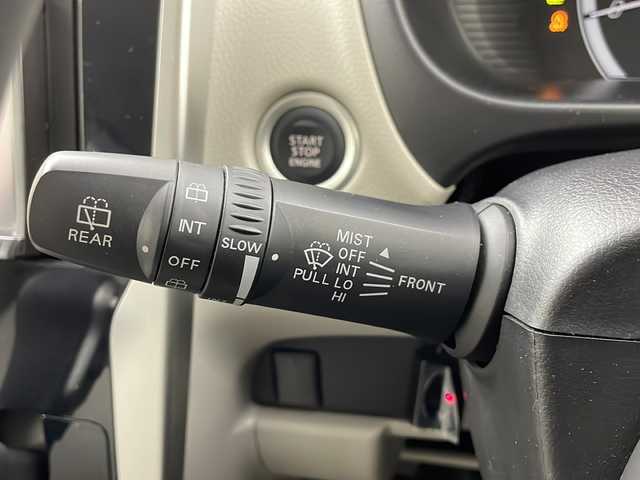 START
STOP
ENGINE
REAR
INT
OFF
SLOW
MIST
OFF
INT
PULL LO
HI
FRONT